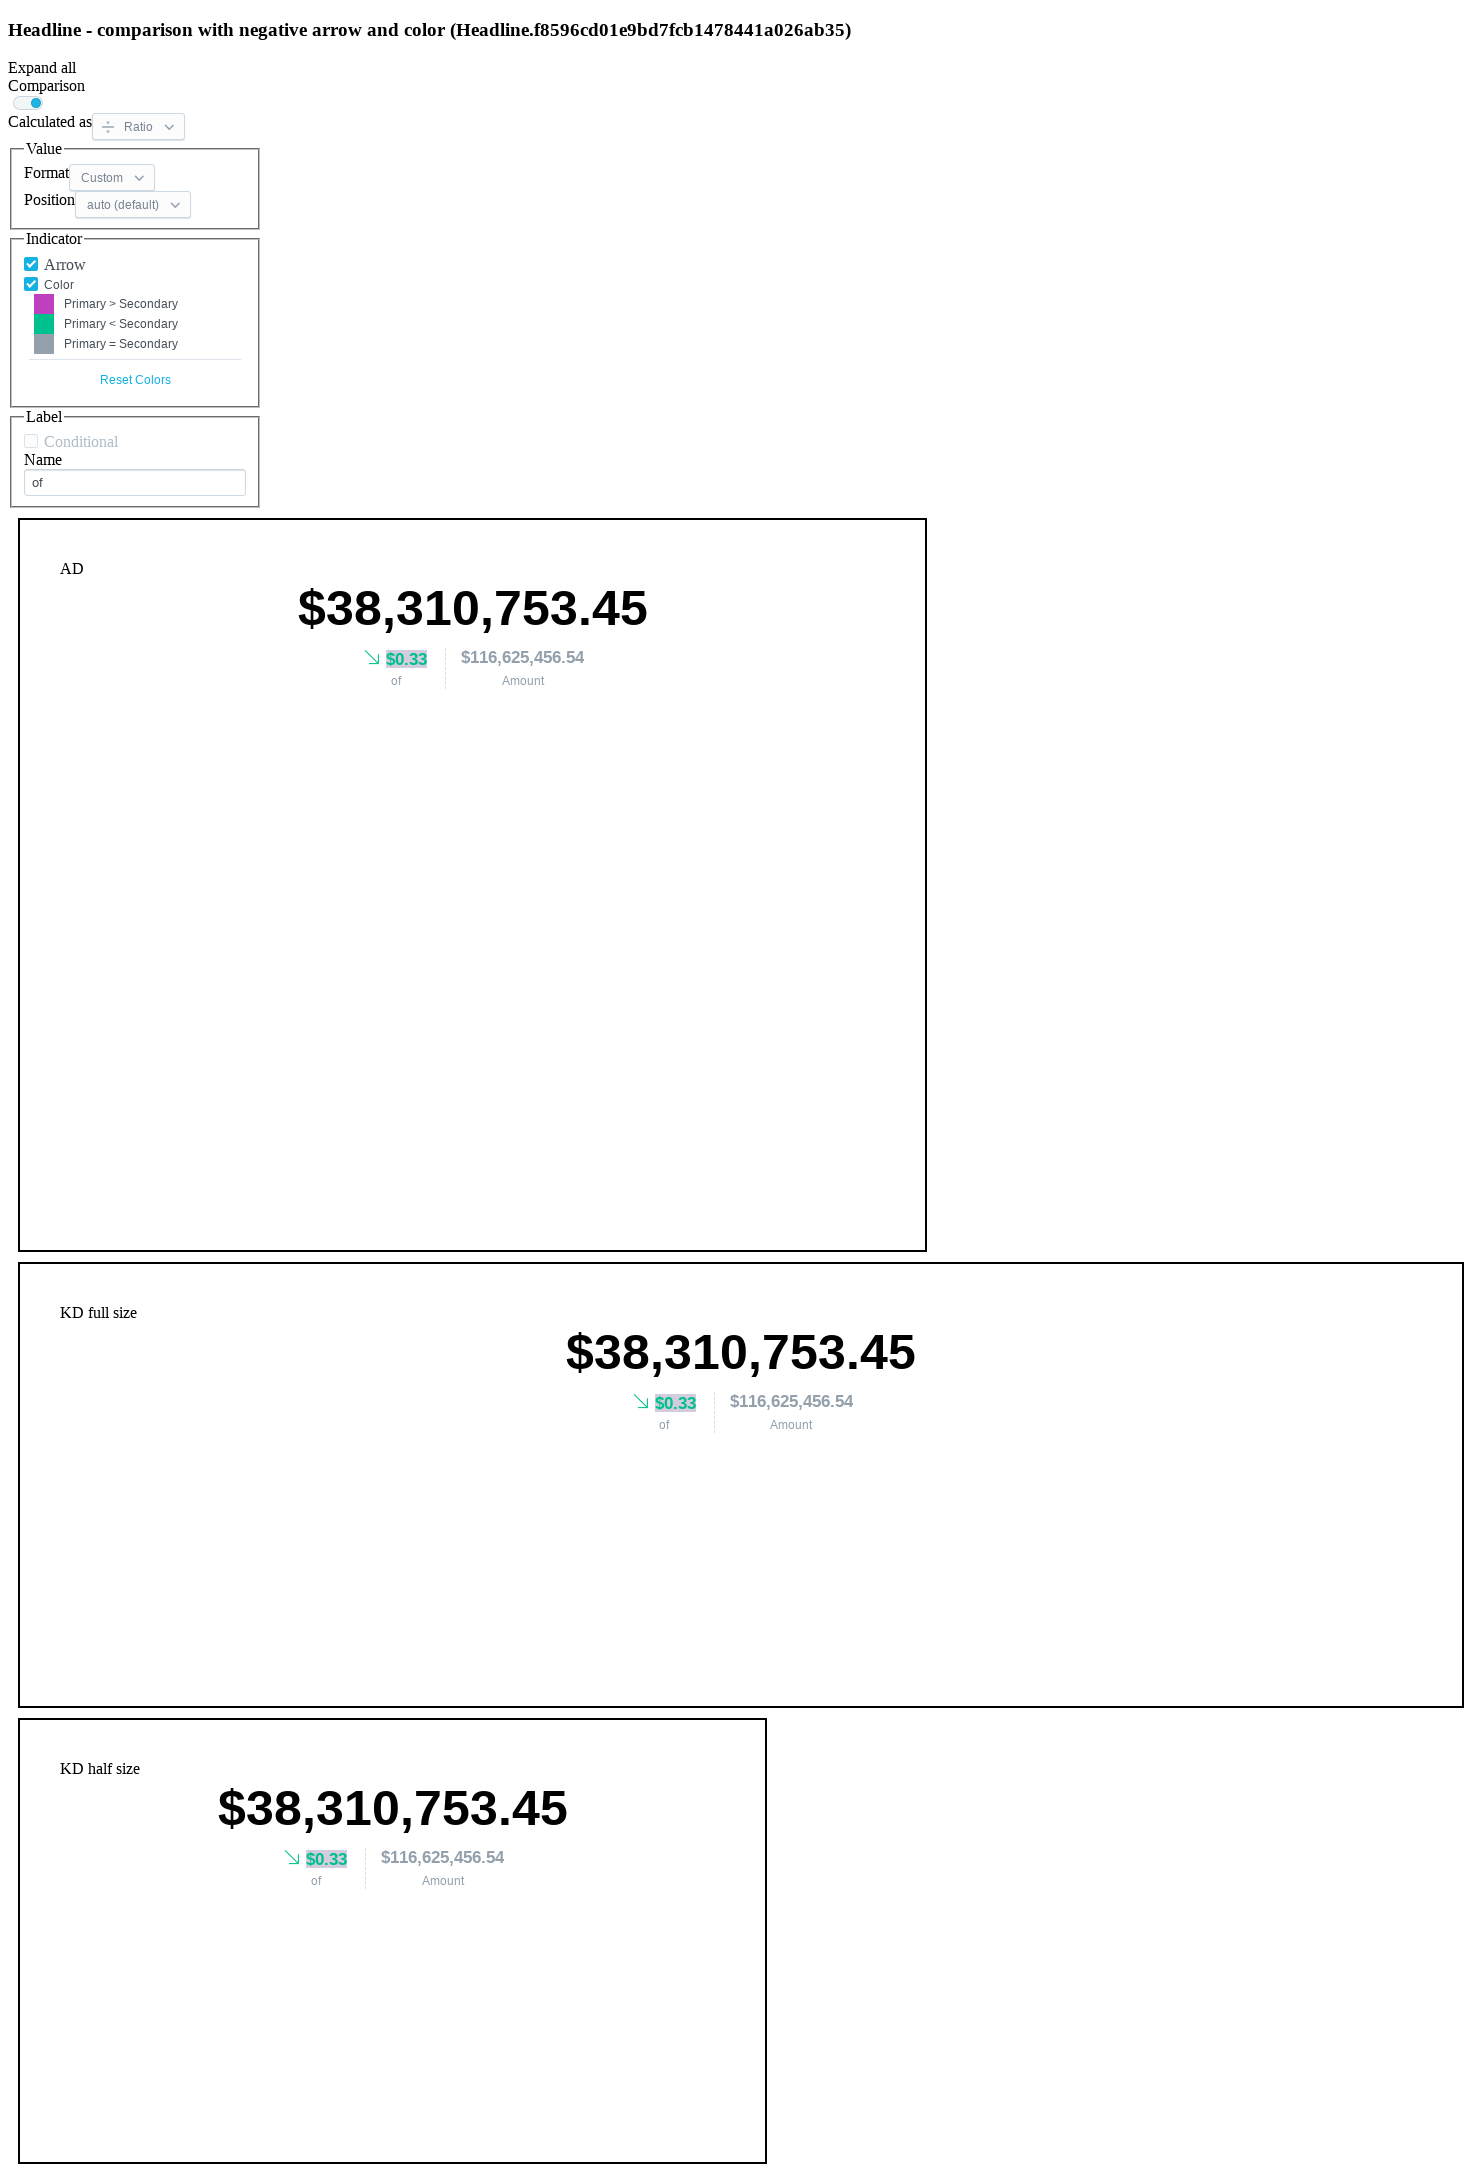 Headline - comparison with negative arrow and color (Headline.f8596cd01e9bd7fcb1478441a026ab35)
Expand all
Comparison
Calculated as Ratio
Value
Format Custom
Position auto (default)
Indicator
Arrow
Color
Primary > Secondary
Primary < Secondary
Primary = Secondary
Reset Colors
Label
Conditional
Name
of
AD
$38,310,753.45
$0.33 $116,625,456.54
of Amount
KD full size
$38,310,753.45
$0.33 $116,625,456.54
of Amount
KD half size
$38,310,753.45
$0.33 $116,625,456.54
of Amount